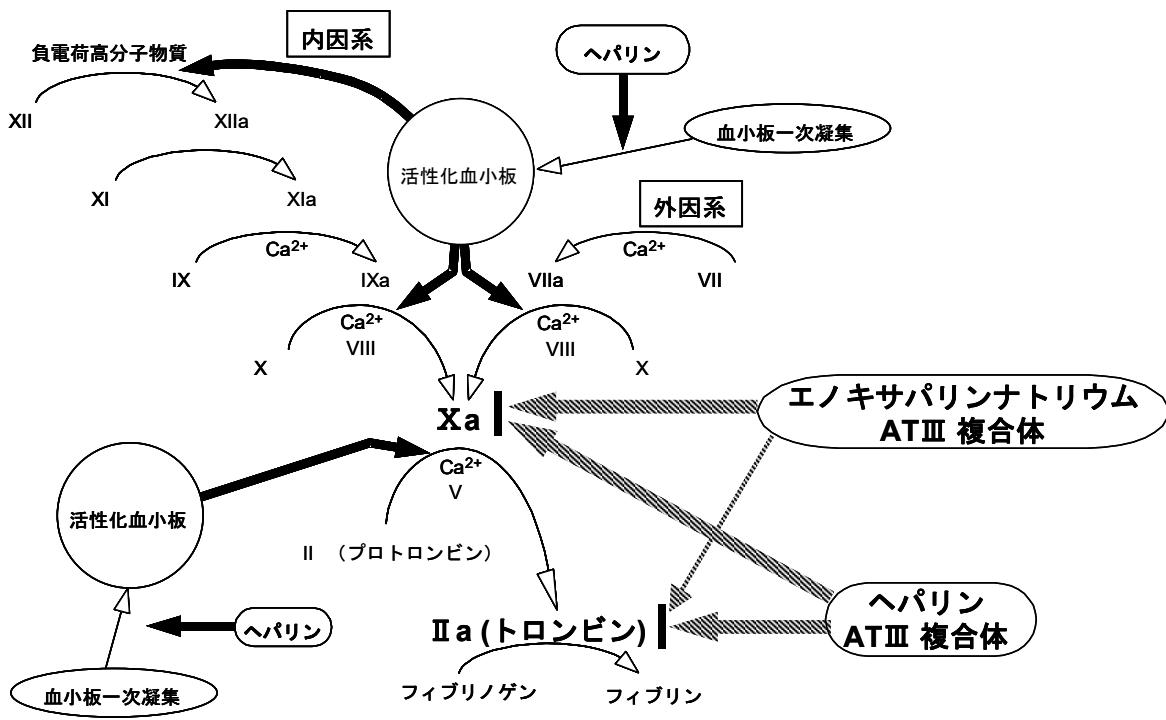 内因系
ヘパリン
負電荷高分子物質
XII
XIIa
血小板一次凝集
活性化血小板
XI
XIa
外因系
Ca2+
Ca2+
IX
IXa
VIIa
VII
Ca2+
VIII
Ca2+
VIII
X
X
エノキサパリンナトリウム
ATⅢ 複合体
Xa
Ca2+
V
活性化血小板
II （プロトロンビン）
ヘパリン
ATⅢ 複合体
ヘパリン
Ⅱa (トロンビン)
血小板一次凝集
フィブリノゲン
フィブリン